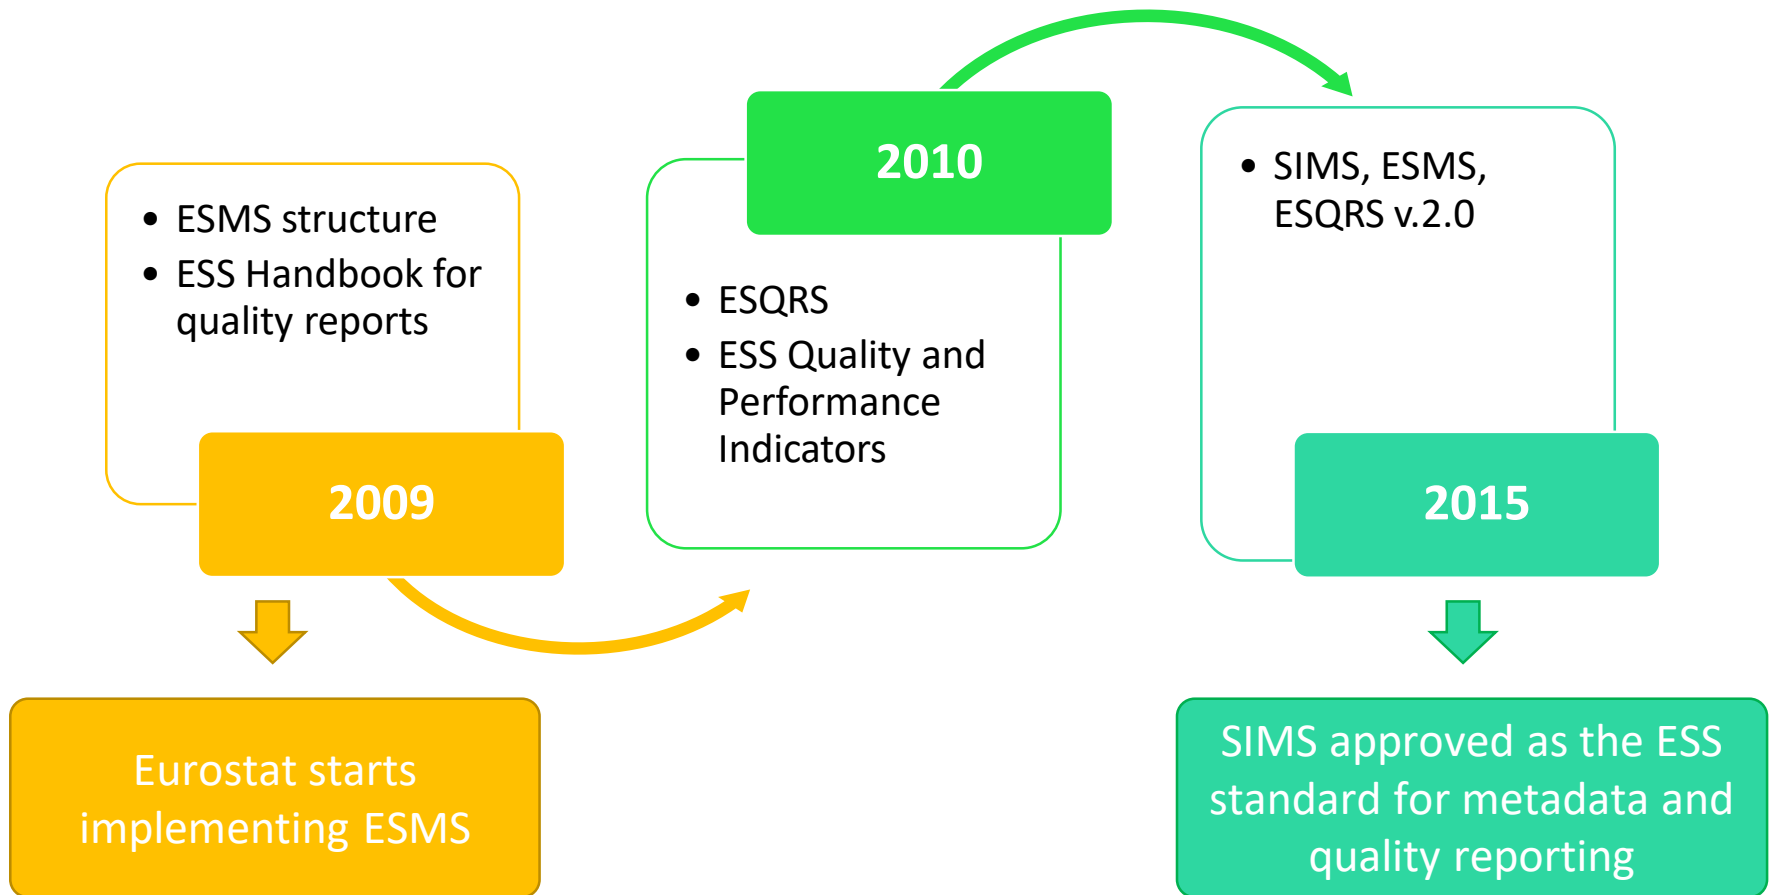 • ESMS structure
• ESS Handbook for
quality reports
2009
Eurostat starts
implementing ESMS
2010
• ESQRS
• ESS Quality and
Performance
Indicators
• SIMS, ESMS,
ESQRS v.2.0
2015
SIMS approved as the ESS
standard for metadata and
quality reporting